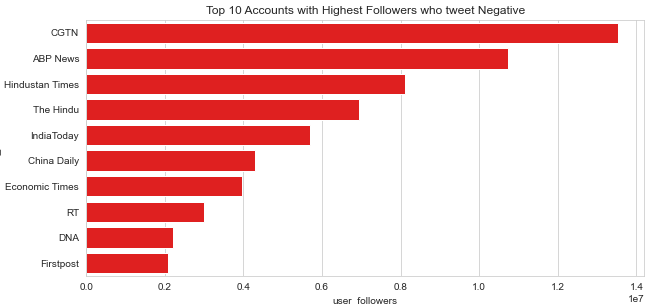 Top 10 Accounts with Highest Followers who tweet Negative
CGTN
ABP News
Hindustan Times
The Hindu
IndiaToday
China Daily
Economic Times
RT
DNA
Firstpost
0.0 0.2 0.4 0.6 0.8 1.0 1.2 1.4
1e7
user_followers